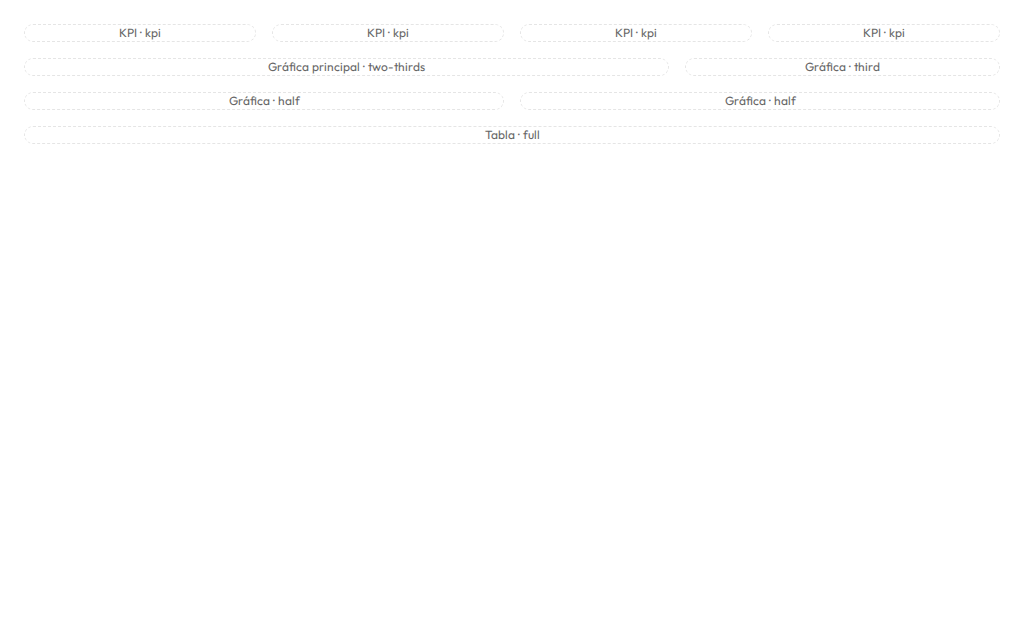 KPI · kpi KPI · kpi KPI · kpi KPI · kpi
Gráfica principal · two-thirds Gráfica · third
Gráfica · half Gráfica · half
Tabla · full